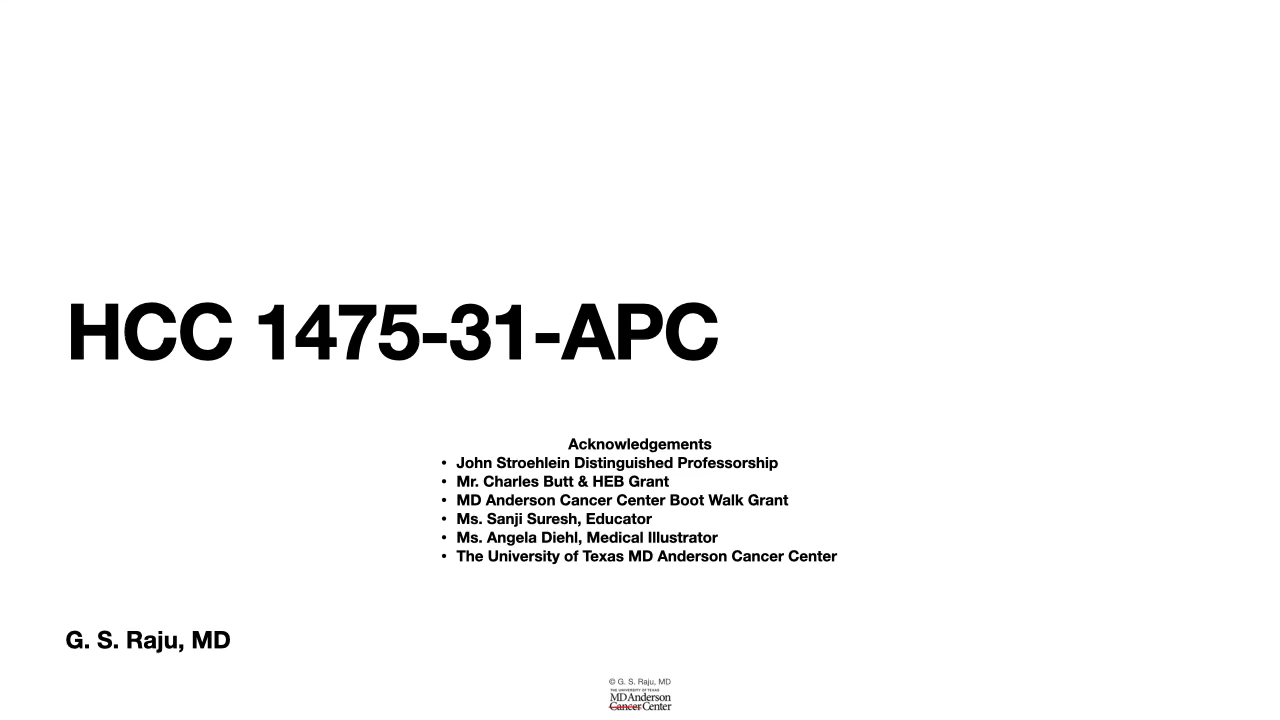 HCC 1475-31-APC
Acknowledgements
• John Stroehlein Distinguished Professorship
• Mr. Charles Butt & HEB Grant
• MD Anderson Cancer Center Boot Walk Grant
• Ms. Sanji Suresh, Educator
• Ms. Angela Diehl, Medical Illustrator
• The University of Texas MD Anderson Cancer Center
G. S. Raju, MD
© G. S. Raju, MD
THE UNIVERSITY OF TEXAS
MD Anderson
Cancer Center